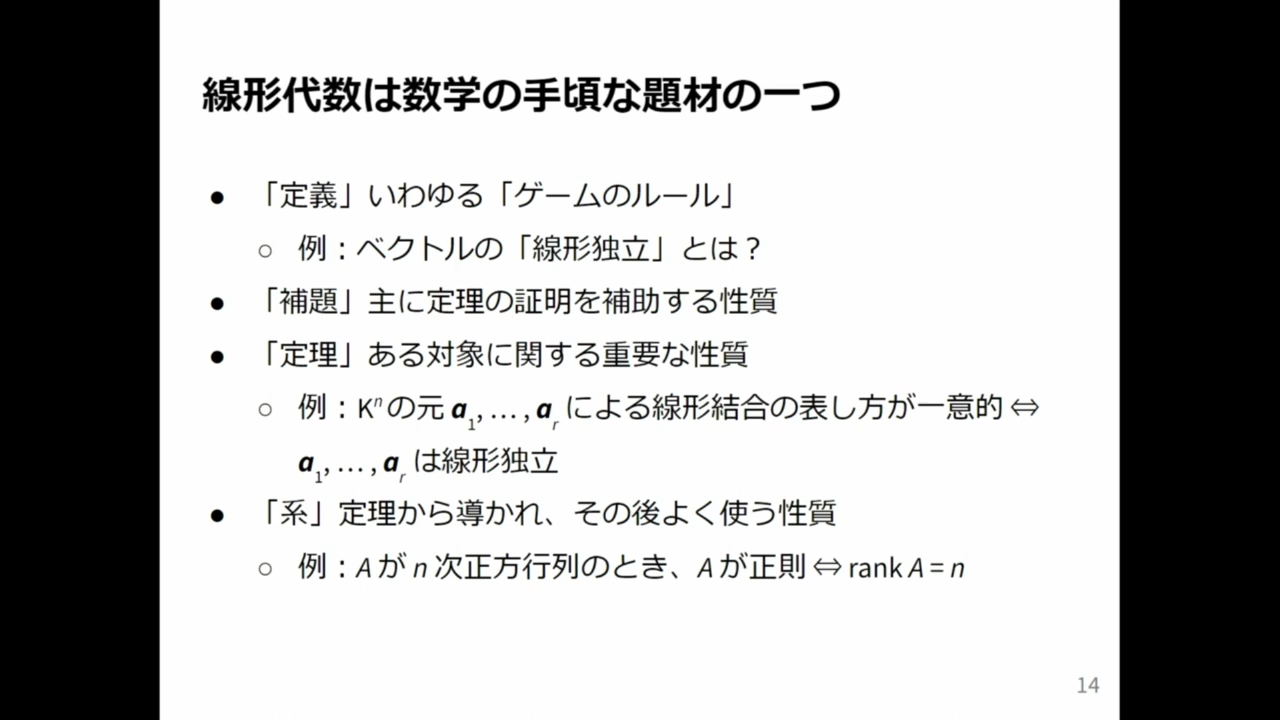 線形代数は数学の手頃な題材の一つ
● 「定義」いわゆる「ゲームのルール」
○ 例：ベクトルの「線形独立」とは？
● 「補題」主に定理の証明を補助する性質
● 「定理」ある対象に関する重要な性質
○ 例：Kⁿの元 a₁, … , aᵣ による線形結合の表し方が一意的 ⇔
a₁, … , aᵣ は線形独立
● 「系」定理から導かれ、その後よく使う性質
○ 例：A が n 次正方行列のとき、A が正則 ⇔ rank A = n
14